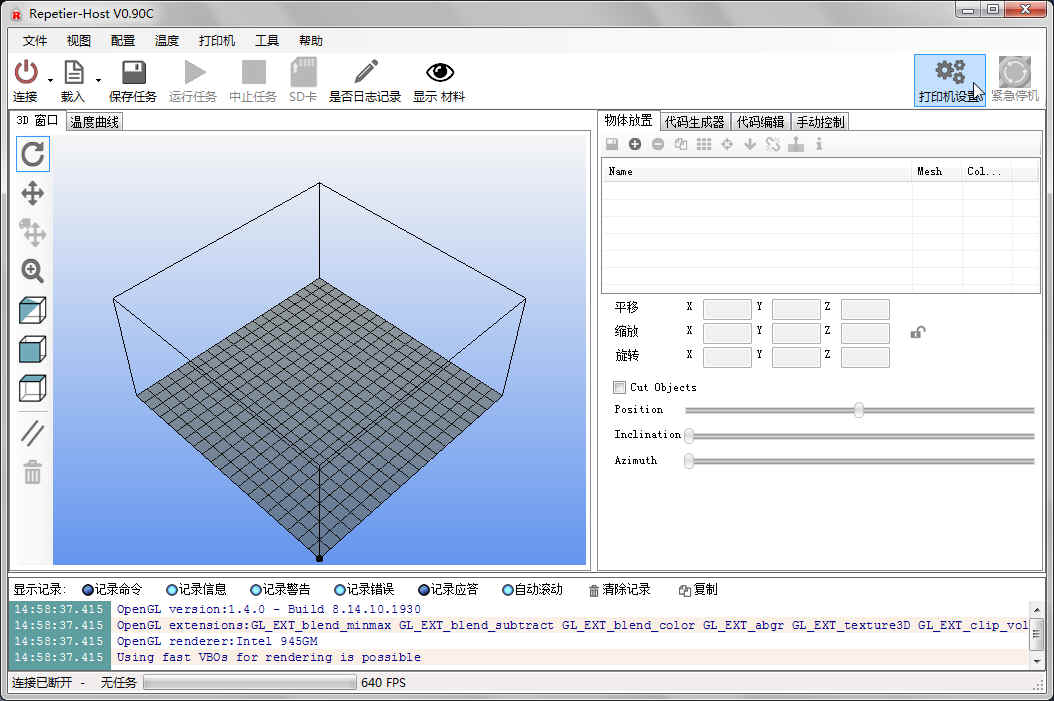 Repetier-Host V0.90C
文件 视图 配置 温度 打印机 工具 帮助
连接 载入 保存任务 运行任务 中止任务 SD卡 是否日志记录 显示 材料 打印机设置 紧急停机
3D 窗口 温度曲线
物体放置 代码生成器 代码编辑 手动控制
Name Mesh Col...
平移 X Y Z
缩放 X Y Z
旋转 X Y Z
Cut Objects
Position
Inclination
Azimuth
显示记录: 记录命令 记录信息 记录警告 记录错误 记录应答 自动滚动 清除记录 复制
14:58:37.415 OpenGL version:1.4.0 - Build 8.14.10.1930
14:58:37.415 OpenGL extensions:GL_EXT_blend_minmax GL_EXT_blend_subtract GL_EXT_blend_color GL_EXT_abgr GL_EXT_texture3D GL_EXT_clip_vol
14:58:37.415 OpenGL renderer:Intel 945GM
14:58:37.415 Using fast VBOs for rendering is possible
连接已断开 - 无任务 640 FPS